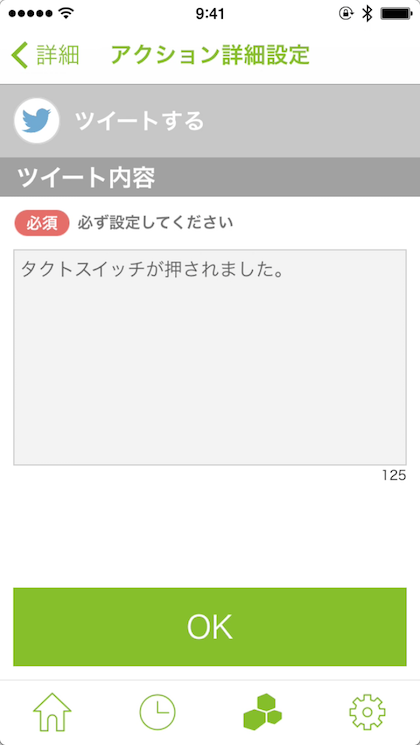 9:41
詳細 アクション詳細設定
ツイートする
ツイート内容
必須 必ず設定してください
タクトスイッチが押されました。
125
OK